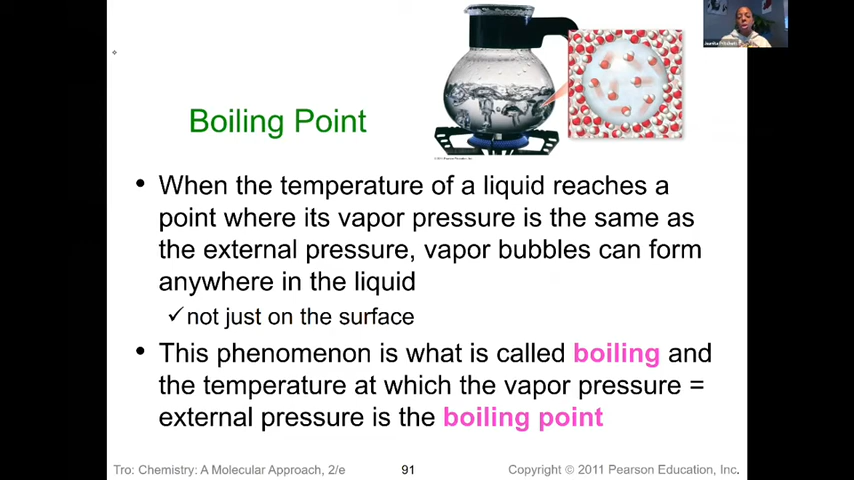 Boiling Point
• When the temperature of a liquid reaches a
point where its vapor pressure is the same as
the external pressure, vapor bubbles can form
anywhere in the liquid
✓not just on the surface
• This phenomenon is what is called boiling and
the temperature at which the vapor pressure =
external pressure is the boiling point
Tro: Chemistry: A Molecular Approach, 2/e
91
Copyright © 2011 Pearson Education, Inc.